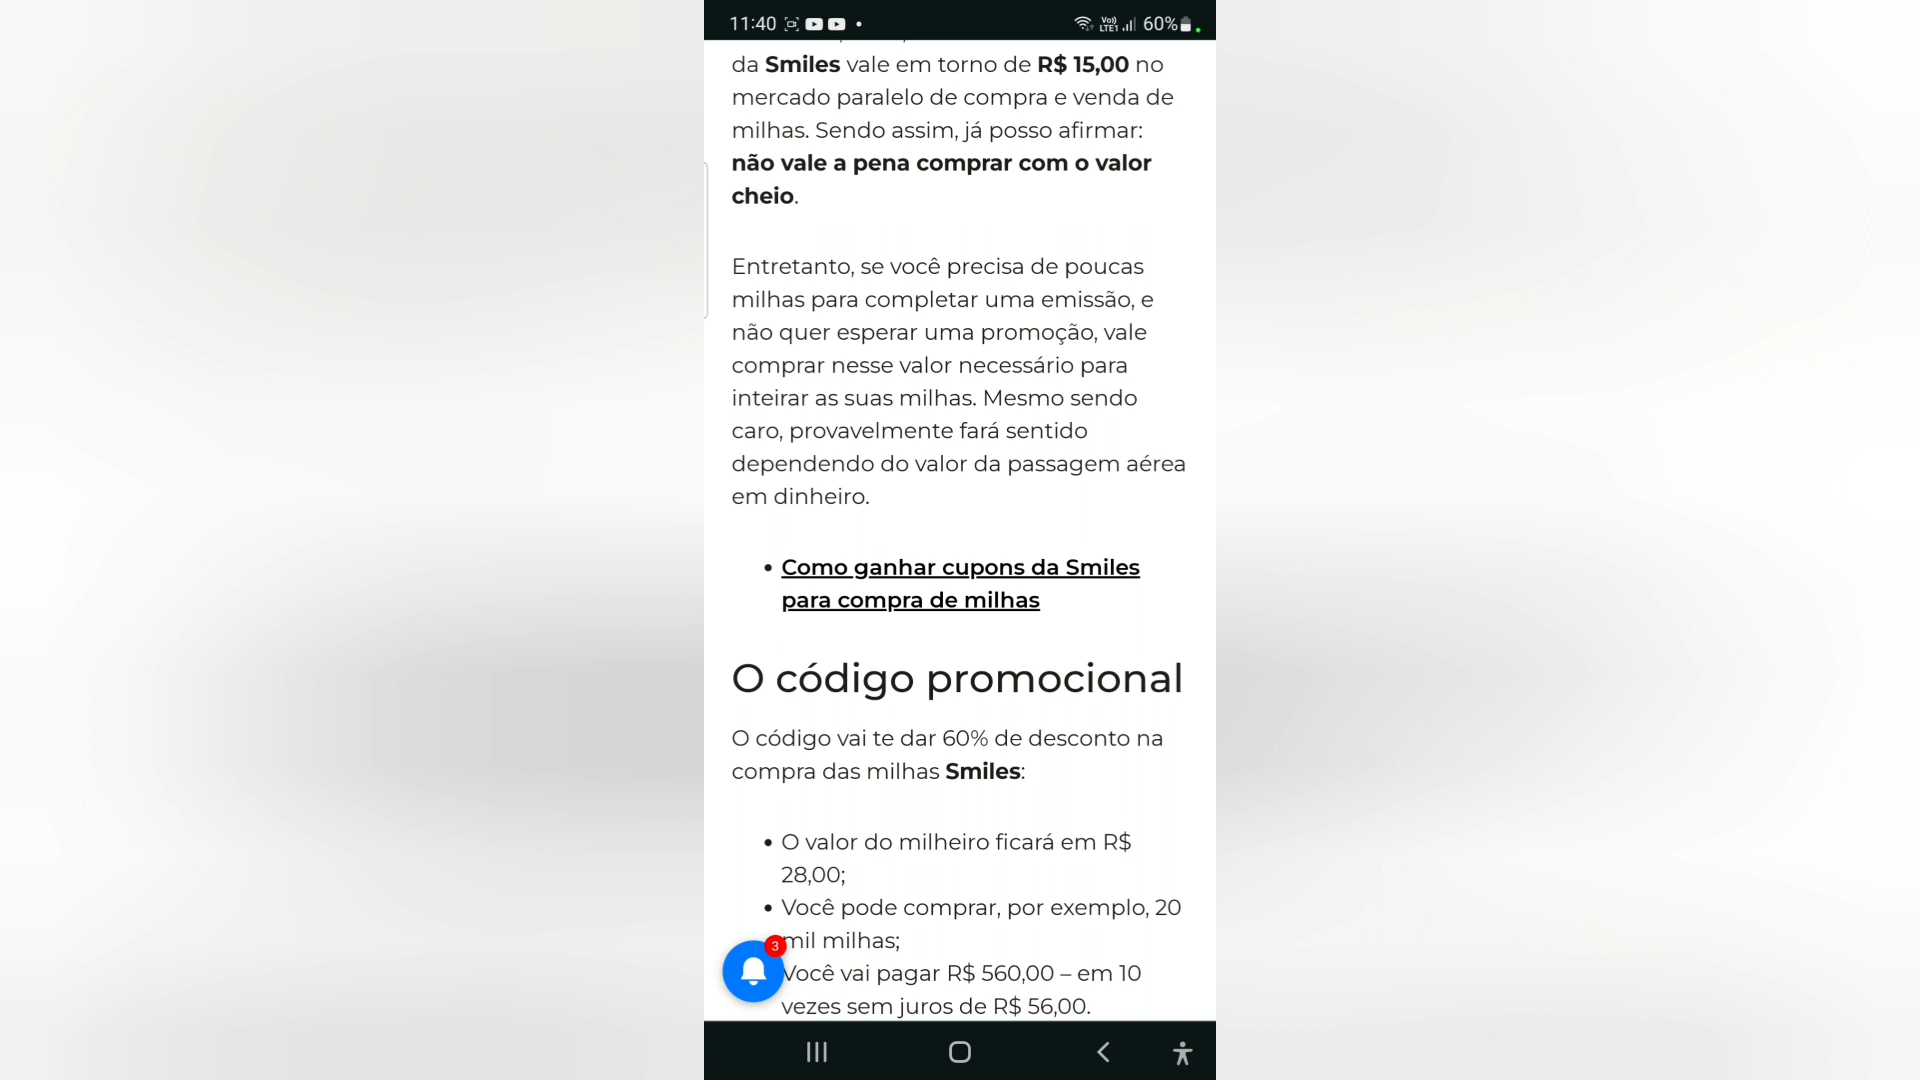 11:40
Vo))
LTE1
60%
da Smiles vale em torno de R$ 15,00 no
mercado paralelo de compra e venda de
milhas. Sendo assim, já posso afirmar:
não vale a pena comprar com o valor
cheio.
Entretanto, se você precisa de poucas
milhas para completar uma emissão, e
não quer esperar uma promoção, vale
comprar nesse valor necessário para
inteirar as suas milhas. Mesmo sendo
caro, provavelmente fará sentido
dependendo do valor da passagem aérea
em dinheiro.
• Como ganhar cupons da Smiles
para compra de milhas
O código promocional
O código vai te dar 60% de desconto na
compra das milhas Smiles:
• O valor do milheiro ficará em R$
28,00;
• Você pode comprar, por exemplo, 20
mil milhas;
3
Você vai pagar R$ 560,00 – em 10
vezes sem juros de R$ 56,00.